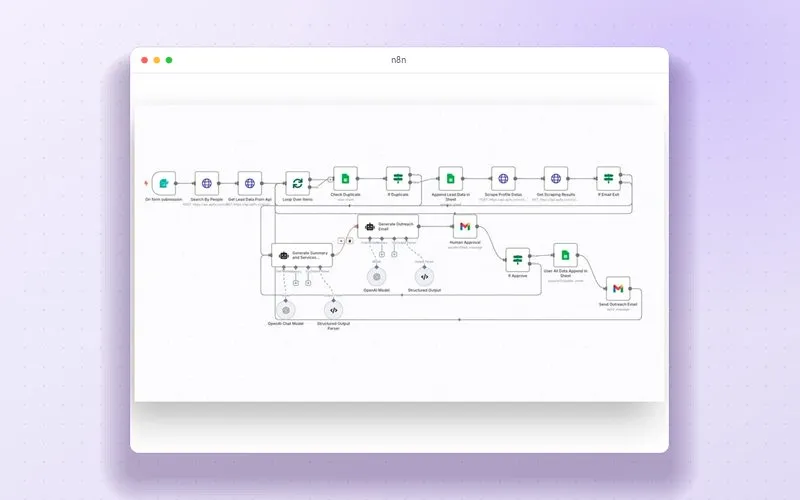 n8n
On form submission
Search By People
Get Lead Data From Api
Loop Over Items
Check Duplicate
If Duplicate
Append Lead Data in
Sheet
Scrape Profile Datas
Get Scraping Results
If Email Exit
Generate Outreach
Email
Human Approval
Generate Summary
and Services...
OpenAI Model
Structured Output
If Approve
User All Data Append in
Sheet
Send Outreach Email
OpenAI Chat Model
Structured Output
Parser